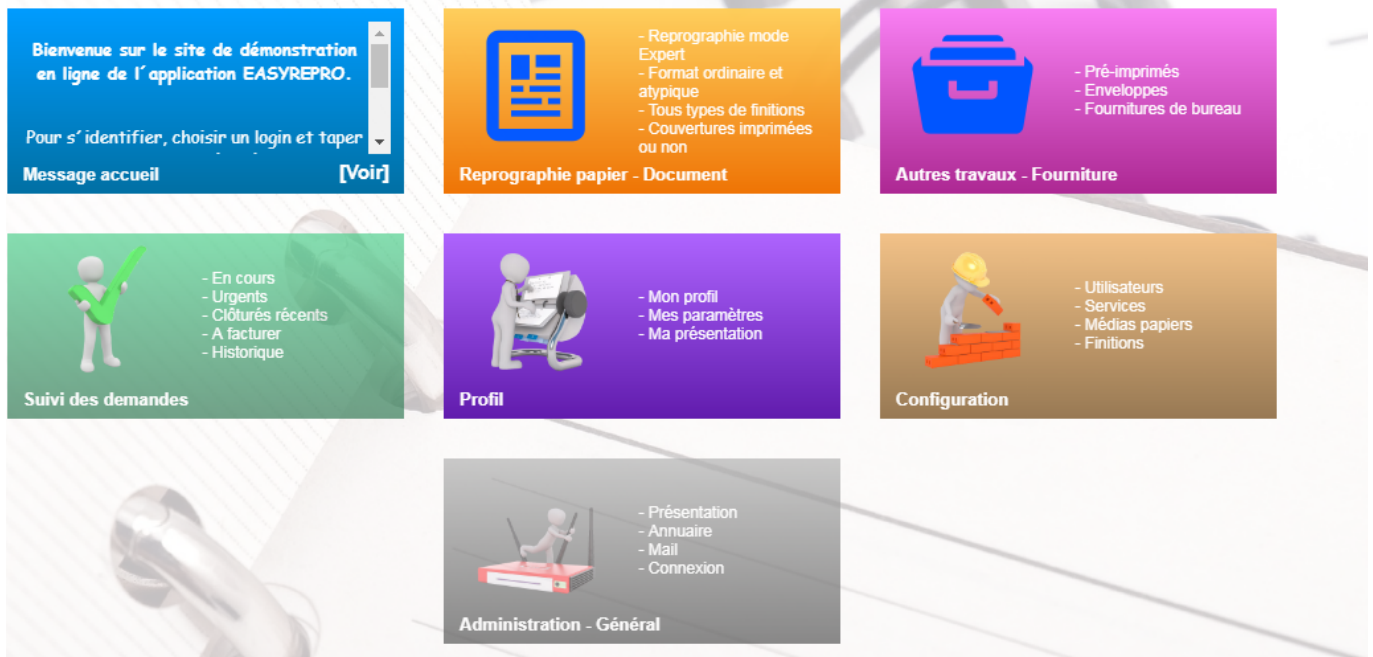 Bienvenue sur le site de démonstration
en ligne de l´application EASYREPRO.
Pour s´identifier, choisir un login et taper
Message accueil
[Voir]
- Reprographie mode
Expert
- Format ordinaire et
atypique
- Tous types de finitions
- Couvertures imprimées
ou non
Reprographie papier - Document
- Pré-imprimés
- Enveloppes
- Fournitures de bureau
Autres travaux - Fourniture
- En cours
- Urgents
- Clôturés récents
- A facturer
- Historique
Suivi des demandes
- Mon profil
- Mes paramètres
- Ma présentation
Profil
- Utilisateurs
- Services
- Médias papiers
- Finitions
Configuration
- Présentation
- Annuaire
- Mail
- Connexion
Administration - Général